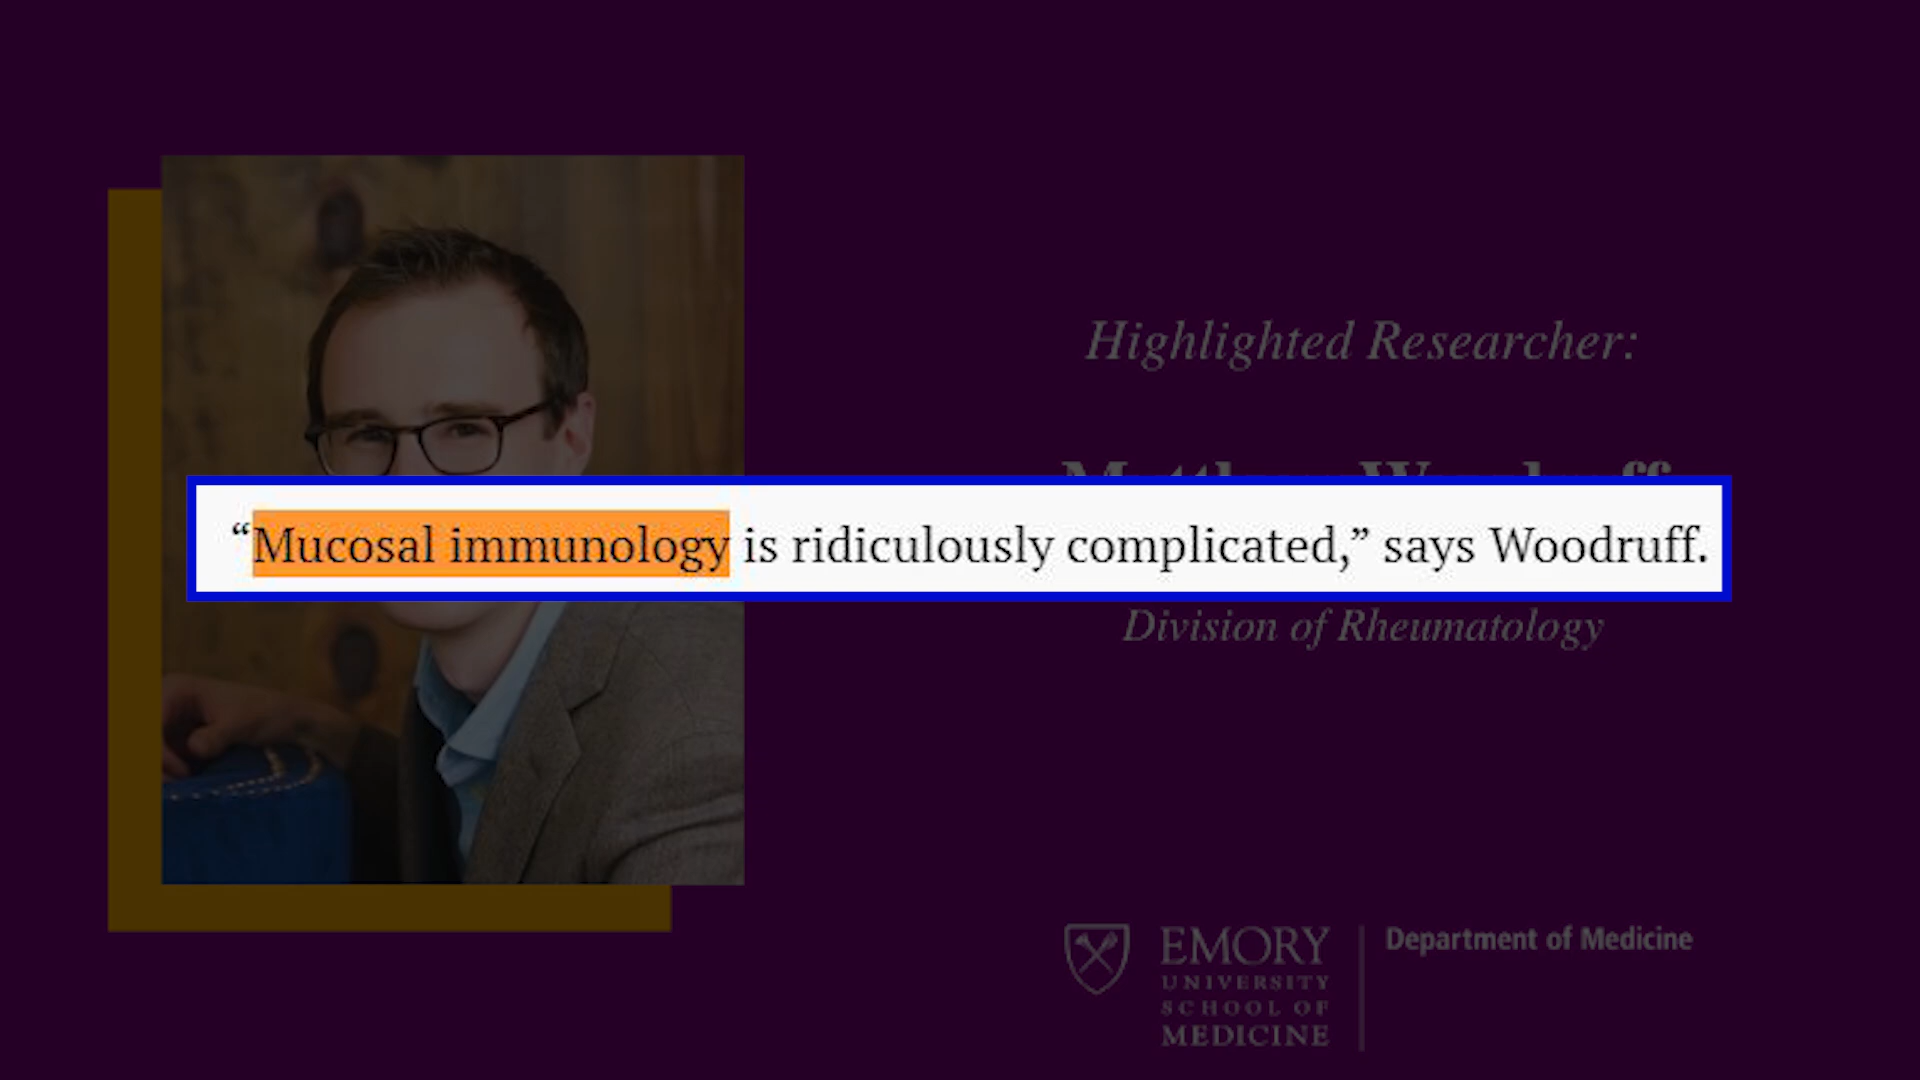 Highlighted Researcher:
“Mucosal immunology is ridiculously complicated,” says Woodruff.
Division of Rheumatology
EMORY
UNIVERSITY
SCHOOL OF
MEDICINE
Department of Medicine